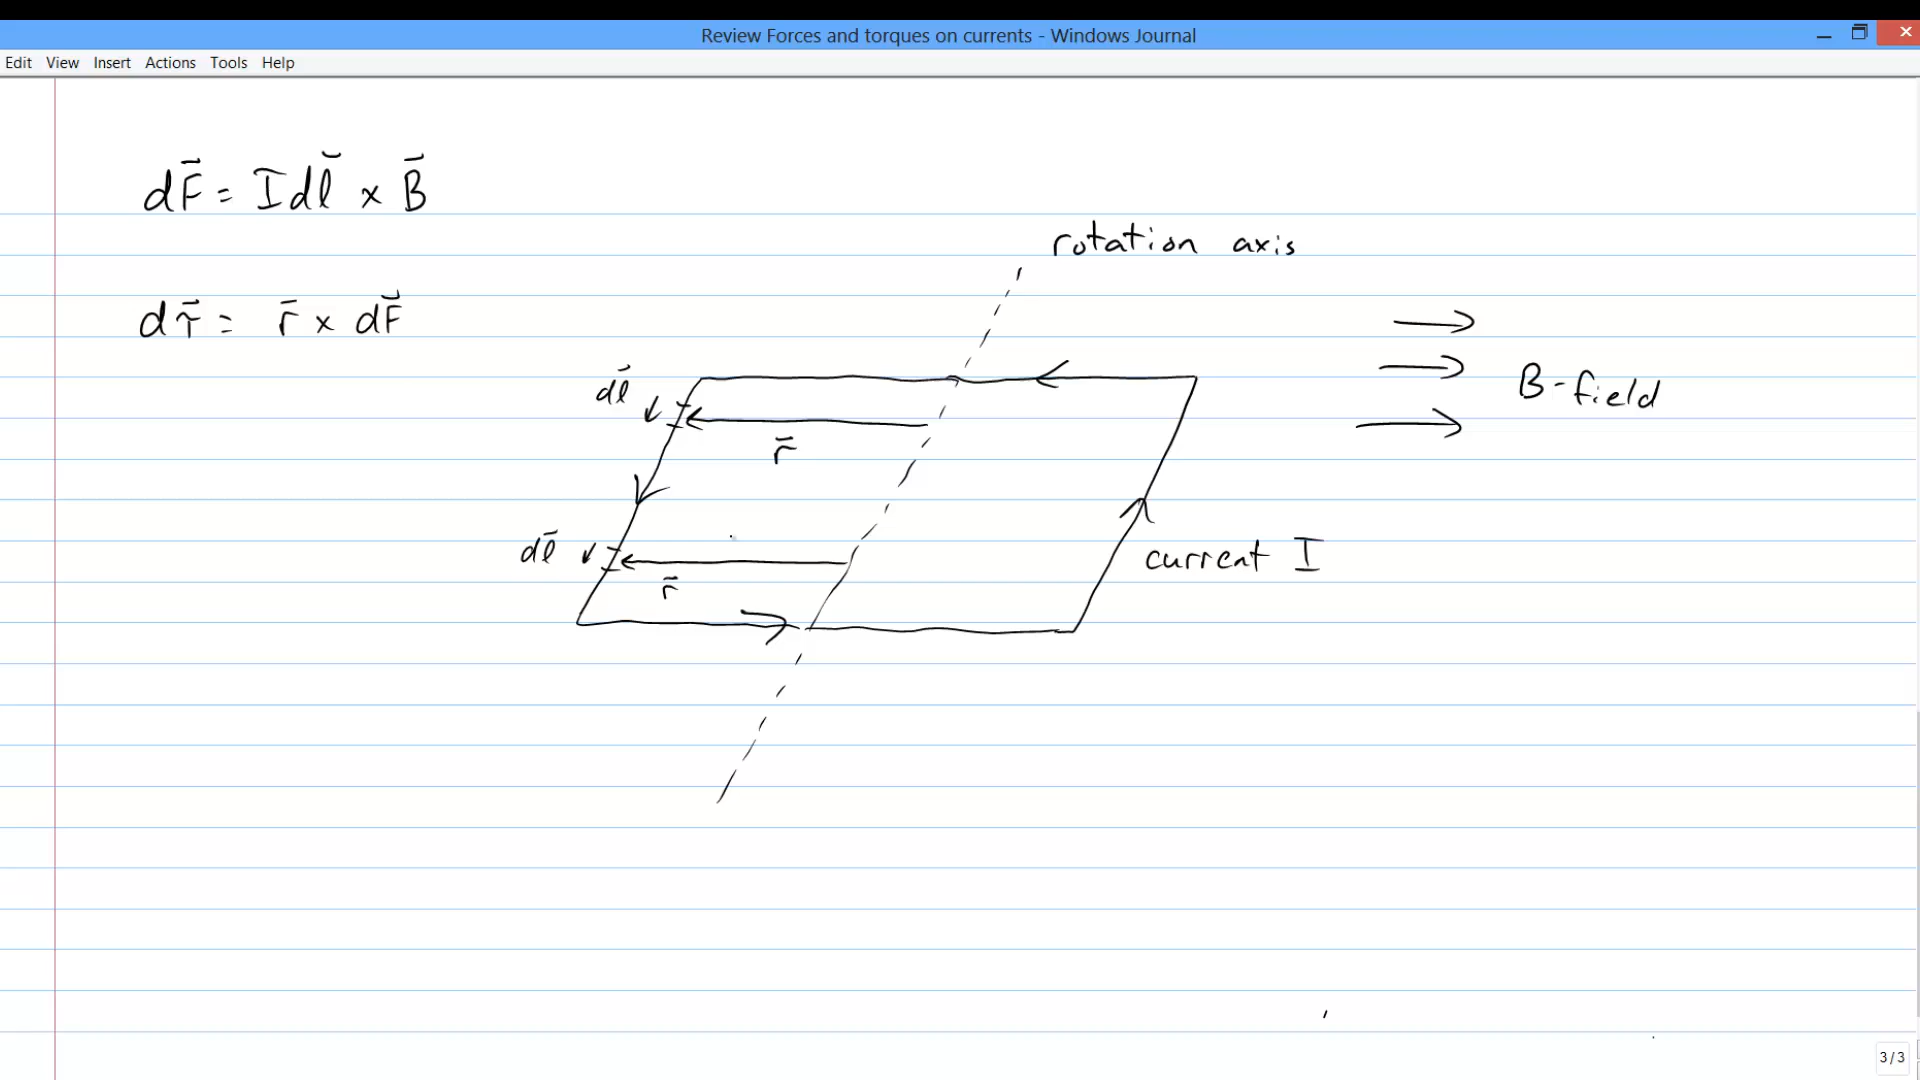 Review Forces and torques on currents - Windows Journal
Edit View Insert Actions Tools Help
dF⃗ = I dl⃗ × B⃗
rotation axis
dτ⃗ = r⃗ × dF⃗
dl⃗
B-field
r⃗
dl⃗
current I
r⃗
3/3